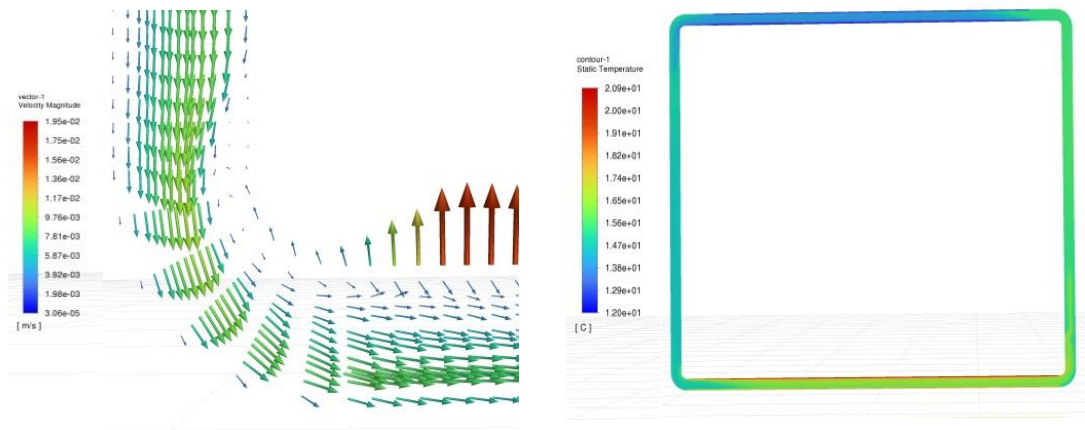 vector-1
Velocity Magnitude
1.95e-02
1.75e-02
1.56e-02
1.36e-02
1.17e-02
9.76e-03
7.81e-03
5.87e-03
3.92e-03
1.98e-03
3.06e-05
[ m/s ]
contour-1
Static Temperature
2.09e+01
2.00e+01
1.91e+01
1.82e+01
1.74e+01
1.65e+01
1.56e+01
1.47e+01
1.38e+01
1.29e+01
1.20e+01
[ C ]